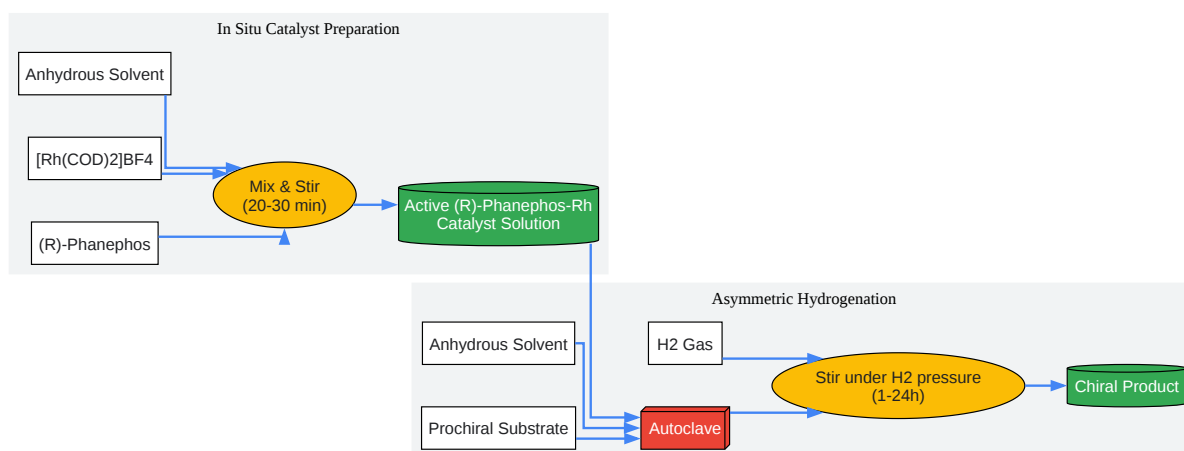 In Situ Catalyst Preparation
Anhydrous Solvent
[Rh(COD)2]BF4
Mix & Stir
(20-30 min)
(R)-Phanephos
Active (R)-Phanephos-Rh
Catalyst Solution
Asymmetric Hydrogenation
Anhydrous Solvent
H2 Gas
Prochiral Substrate
Autoclave
Stir under H2 pressure
(1-24h)
Chiral Product